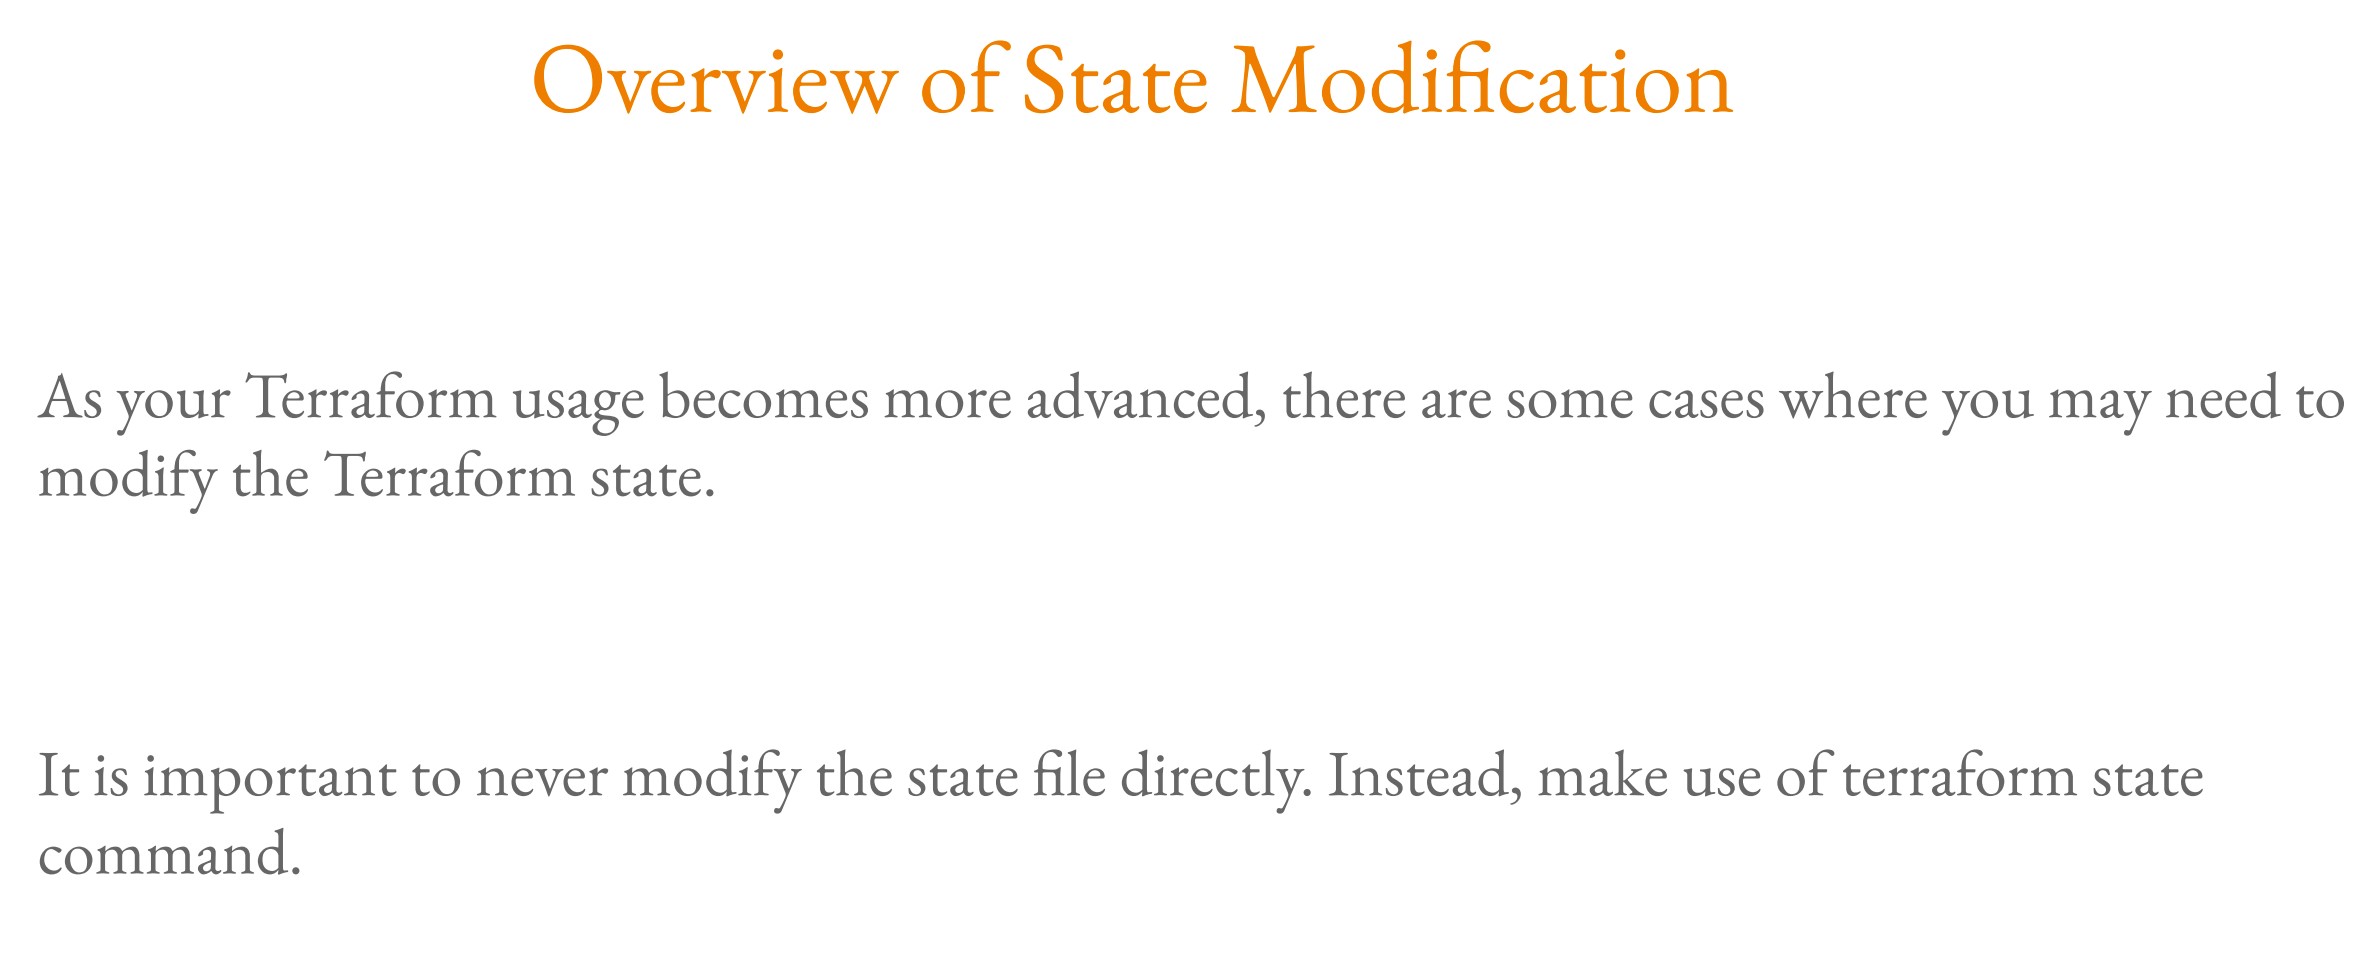 Overview of State Modification
As your Terraform usage becomes more advanced, there are some cases where you may need to
modify the Terraform state.
It is important to never modify the state file directly. Instead, make use of terraform state
command.